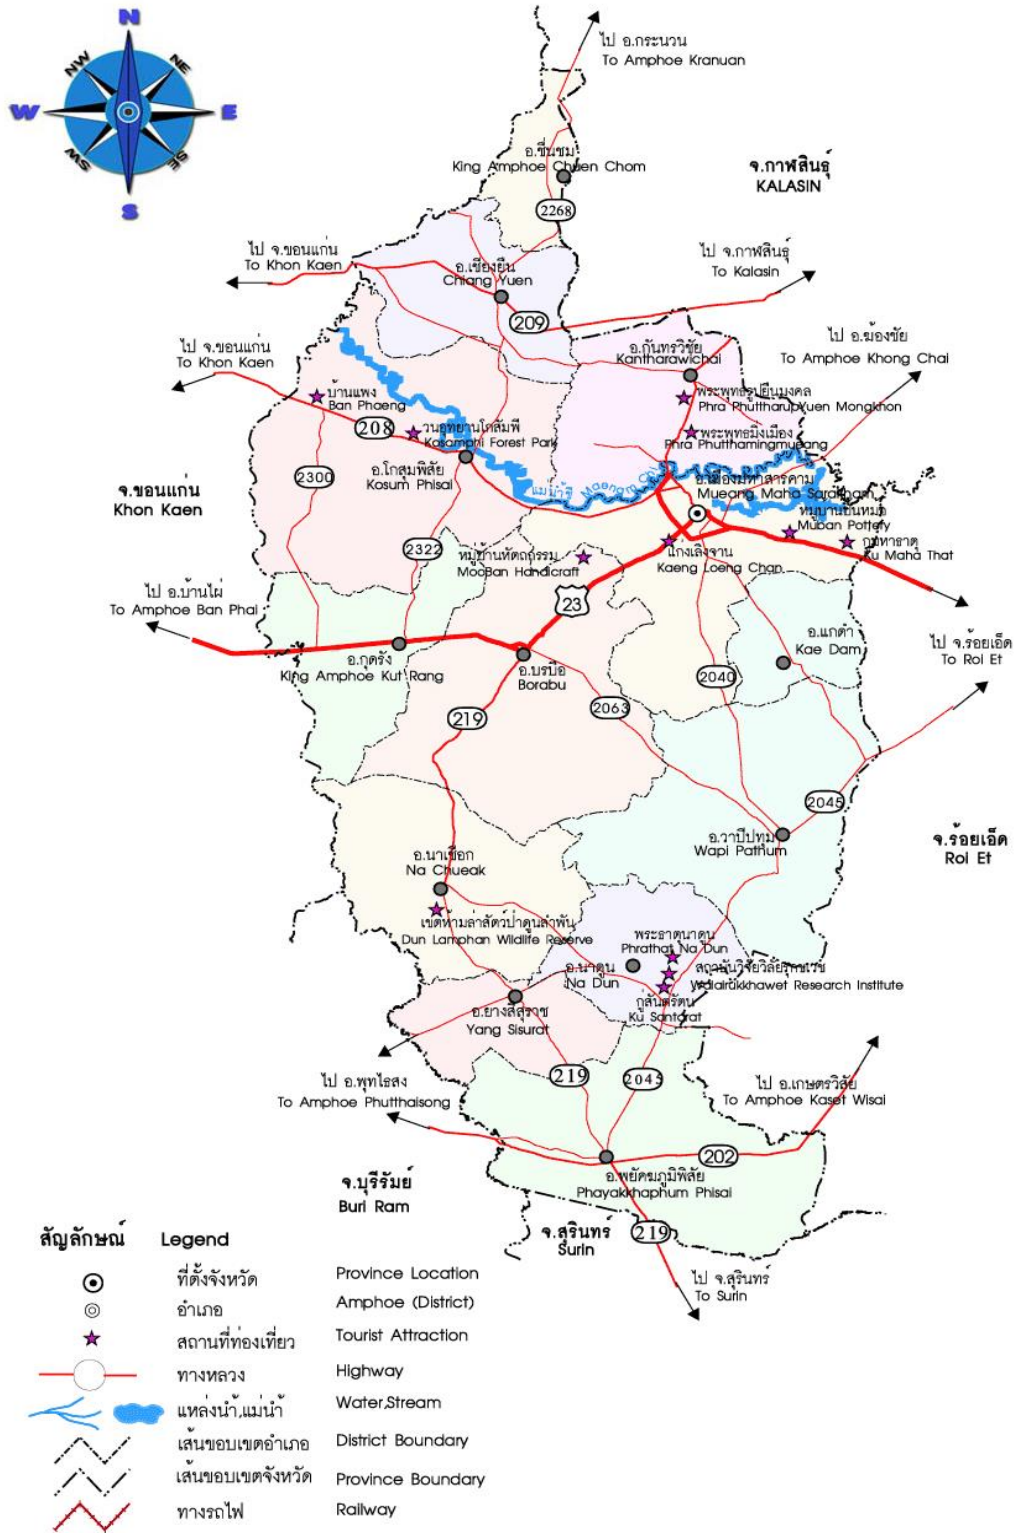 N
NW
NE
W
E
SW
SE
S
ไป อ.กระนวน
To Amphoe Kranuan
อ.ชื่นชม
King Amphoe Chuen Chom
จ.กาฬสินธุ์
KALASIN
2268
ไป จ.ขอนแก่น
To Khon Kaen
อ.เชียงยืน
Chiang Yuen
ไป จ.กาฬสินธุ์
To Kalasin
209
ไป จ.ขอนแก่น
To Khon Kaen
อ.กันทรวิชัย
Kantharawichai
ไป อ.ฆ้องชัย
To Amphoe Khong Chai
บ้านแพง
Ban Phaeng
พระพุทธรูปยืนมงคล
Phra Phuttharup Yuen Mongkhon
208
วนอุทยานโกสัมพี
Kosamphi Forest Park
พระพุทธมิ่งเมือง
Phra Phutthamingmueang
อ.โกสุมพิสัย
Kosum Phisai
2300
แม่น้ำชี
Maenam Chi
อ.เมืองมหาสารคาม
Mueang Maha Sarakham
จ.ขอนแก่น
Khon Kaen
หมู่บานปั้นหม้อ
Muban Pottery
กู่มหาธาตุ
Ku Maha That
2322
หมู่บ้านหัตถกรรม
MooBan Handicraft
แก่งเลิงจาน
Kaeng Loeng Chan
23
ไป อ.บ้านไผ่
To Amphoe Ban Phai
อ.กุดรัง
King Amphoe Kut Rang
อ.บรบือ
Borabu
อ.แกดำ
Kae Dam
ไป จ.ร้อยเอ็ด
To Roi Et
2040
219
2063
2045
อ.วาปีปทุม
Wapi Pathum
จ.ร้อยเอ็ด
Roi Et
อ.นาเชือก
Na Chueak
เขตห้ามล่าสัตว์ป่าดูนลำพัน
Dun Lamphan Wildlife Reserve
พระธาตุนาดูน
Phrathat Na Dun
อ.นาดูน
Na Dun
สถาบันวิจัยวลัยรุกขเวช
Walairukkhawet Research Institute
กู่สันตรัตน
Ku Santarat
อ.ยางสีสุราช
Yang Sisurat
219
2045
ไป อ.พุทไธสง
To Amphoe Phutthaisong
ไป อ.เกษตรวิสัย
To Amphoe Kaset Wisai
202
อ.พยัคฆภูมิพิสัย
Phayakkhaphum Phisai
จ.บุรีรัมย์
Buri Ram
จ.สุรินทร์
Surin
219
ไป จ.สุรินทร์
To Surin
สัญลักษณ์ Legend
ที่ตั้งจังหวัด Province Location
อำเภอ Amphoe (District)
สถานที่ท่องเที่ยว Tourist Attraction
ทางหลวง Highway
แหล่งน้ำ,แม่น้ำ Water,Stream
เส้นขอบเขตอำเภอ District Boundary
เส้นขอบเขตจังหวัด Province Boundary
ทางรถไฟ Railway